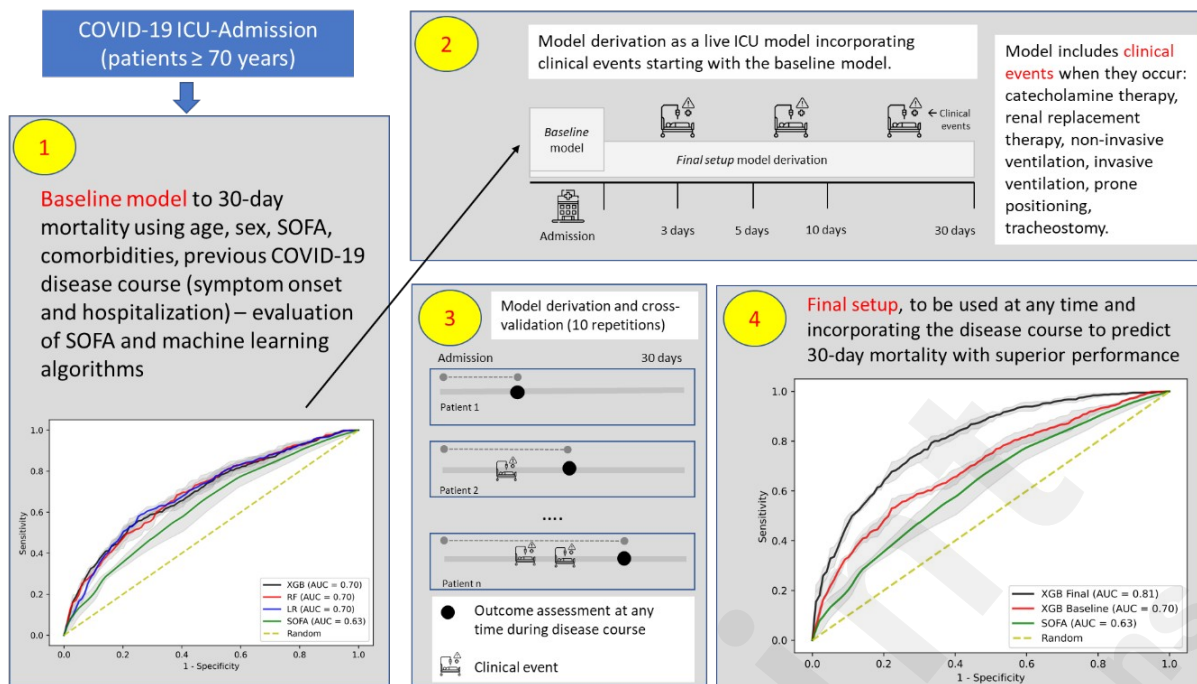 COVID-19 ICU-Admission
(patients ≥ 70 years)
1
Baseline model to 30-day
mortality using age, sex, SOFA,
comorbidities, previous COVID-19
disease course (symptom onset
and hospitalization) – evaluation
of SOFA and machine learning
algorithms
1.0
0.8
0.6
0.4
0.2
0.0
Sensitivity
XGB (AUC = 0.70)
RF (AUC = 0.70)
LR (AUC = 0.70)
SOFA (AUC = 0.63)
Random
0.0 0.2 0.4 0.6 0.8 1.0
1 - Specificity
2
Model derivation as a live ICU model incorporating
clinical events starting with the baseline model.
Baseline
model
← Clinical
events
Final setup model derivation
Admission
3 days
5 days
10 days
30 days
Model includes clinical
events when they occur:
catecholamine therapy,
renal replacement
therapy, non-invasive
ventilation, invasive
ventilation, prone
positioning,
tracheostomy.
3
Model derivation and cross-
validation (10 repetitions)
Admission
30 days
Patient 1
Patient 2
....
Patient n
Outcome assessment at any
time during disease course
Clinical event
4
Final setup, to be used at any time and
incorporating the disease course to predict
30-day mortality with superior performance
1.0
0.8
0.6
0.4
0.2
0.0
Sensitivity
XGB Final (AUC = 0.81)
XGB Baseline (AUC = 0.70)
SOFA (AUC = 0.63)
Random
0.0 0.2 0.4 0.6 0.8 1.0
1 - Specificity